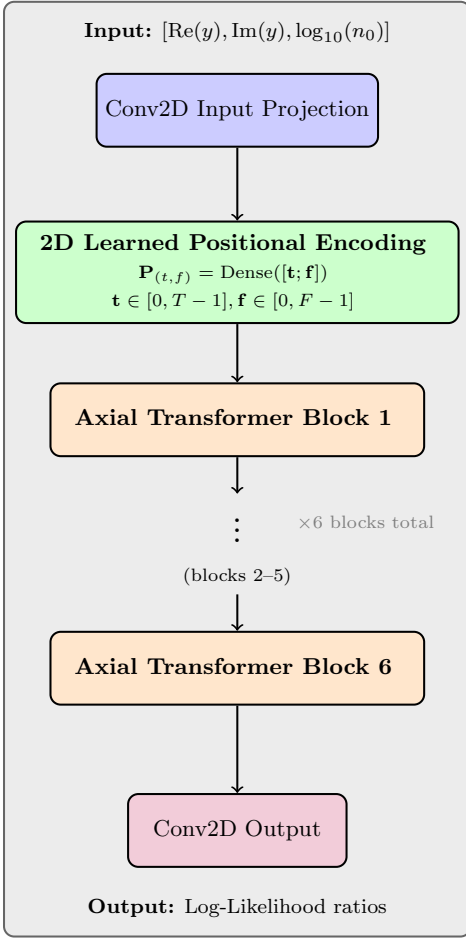 Input: [Re(y), Im(y), log₁₀(n₀)]
Conv2D Input Projection
2D Learned Positional Encoding
P₍ₜ,f₎ = Dense([t; f])
t ∈ [0, T − 1], f ∈ [0, F − 1]
Axial Transformer Block 1
⋮
×6 blocks total
(blocks 2–5)
Axial Transformer Block 6
Conv2D Output
Output: Log-Likelihood ratios